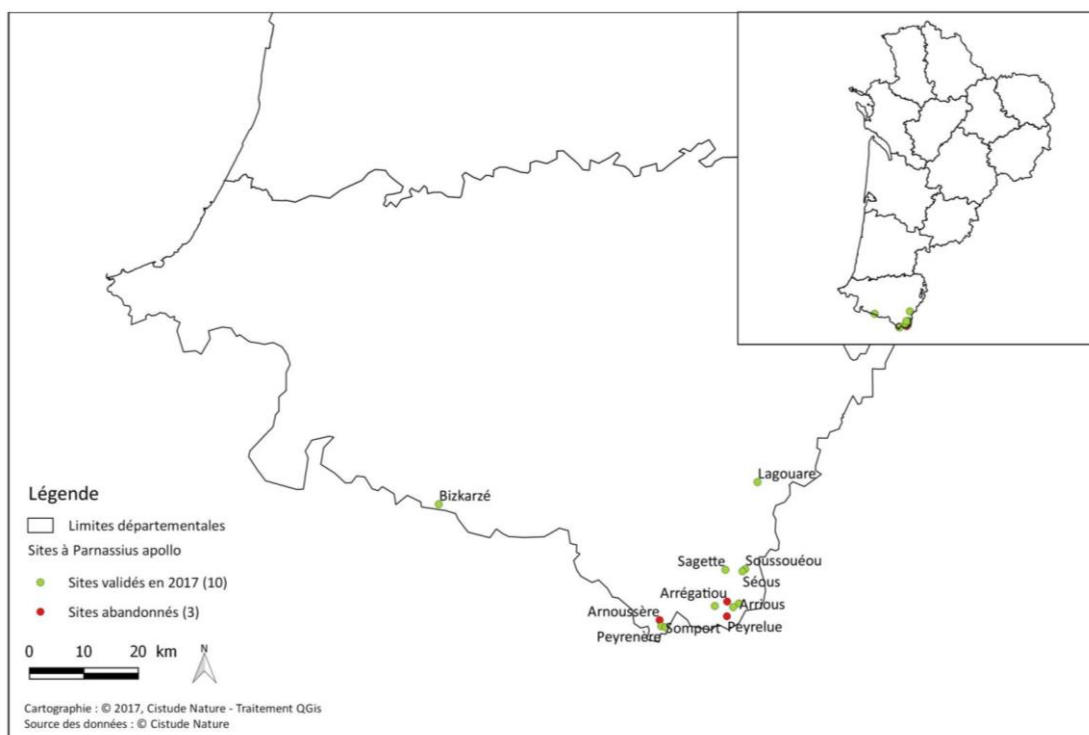 Lagouare
Bizkarzé
Légende
Limites départementales
Sites à Parnassius apollo
Sites validés en 2017 (10)
Sites abandonnés (3)
Sagette
Soussouéou
Séous
Arrégatiou
Arrious
Arnoussère
Peyrenère
Somport
Peyrelue
0 10 20 km
N
Cartographie : © 2017, Cistude Nature - Traitement QGis
Source des données : © Cistude Nature